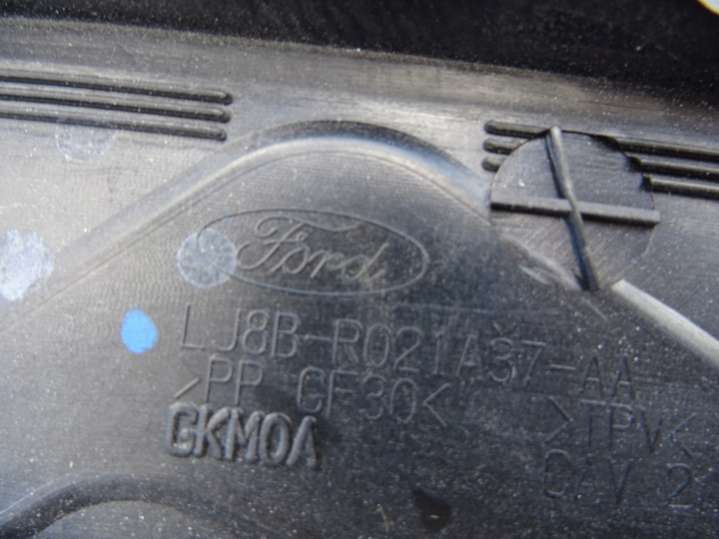 Ford
LJ8B-R021A37-AA
>PP GF30<
>TPV<
GKM0A
CAV 2